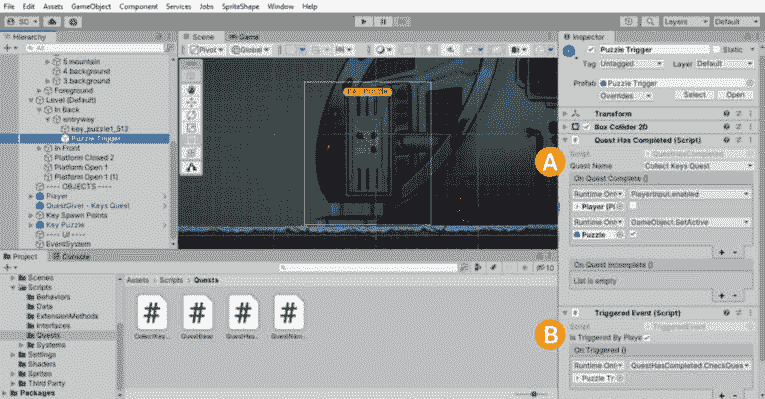 File Edit Assets GameObject Component Services Jobs SpriteShape Window Help
SC Layers Default
Hierarchy
All
5.mountain
4.background
3.background
Foreground
Level (Default)
In Back
entryway
key_puzzle1_512
Puzzle Trigger
In Front
Platform Closed 2
Platform Open 1
Platform Open 1 (1)
---- OBJECTS ----
Player
QuestGiver - Keys Quest
Key Spawn Points
Key Puzzle
---- UI ----
EventSystem
Scene Game
Pivot Global
2D
Project Console
10
Scenes
Scripts
Behaviors
Data
ExtensionMethods
Interfaces
Quests
Systems
Settings
Shaders
Sprites
Third Party
Packages
Assets > Scripts > Quests
# # # #
CollectKey... QuestBase QuestHas... QuestNam...
Inspector
Puzzle Trigger Static
Tag Untagged Layer Default
Prefab Puzzle Trigger
Overrides Select Open
Transform
Box Collider 2D
Quest Has Completed (Script)
A
Script
Quest Name Collect Keys Quest
On Quest Complete ()
Runtime Onl PlayerInput.enabled
Player (Pl
Runtime Onl GameObject.SetActive
Puzzle
+ -
On Quest Incomplete ()
List is empty
+ -
Triggered Event (Script)
B
Script
Is Triggered By Playe
On Triggered ()
Runtime Onl QuestHasCompleted.CheckQues
Puzzle Tr
+ -